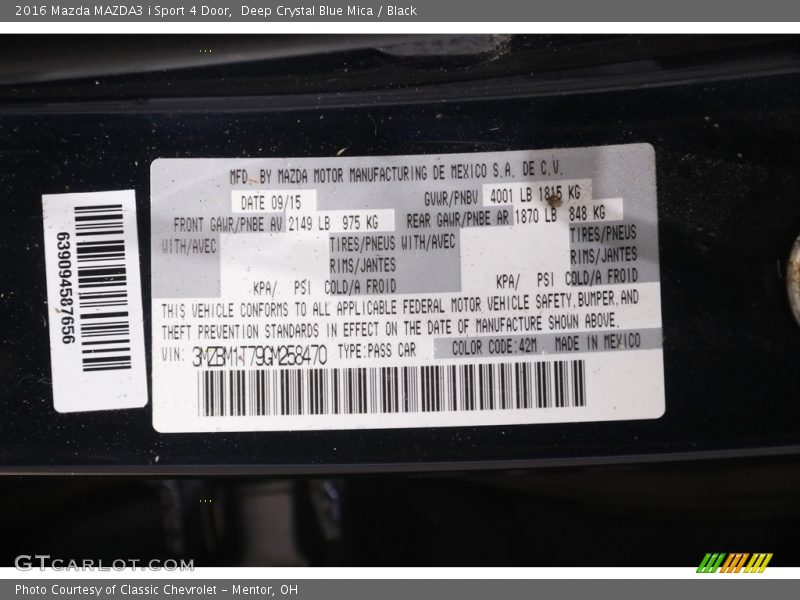 2016 Mazda MAZDA3 i Sport 4 Door,  Deep Crystal Blue Mica / Black
MFD. BY MAZDA MOTOR MANUFACTURING DE MEXICO S.A. DE C.V.
DATE 09/15
GVWR/PNBV 4001 LB 1815 KG
FRONT GAWR/PNBE AV 2149 LB 975 KG
REAR GAWR/PNBE AR 1870 LB 848 KG
WITH/AVEC
TIRES/PNEUS WITH/AVEC
TIRES/PNEUS
RIMS/JANTES
RIMS/JANTES
KPA/ PSI COLD/A FROID
KPA/ PSI COLD/A FROID
THIS VEHICLE CONFORMS TO ALL APPLICABLE FEDERAL MOTOR VEHICLE SAFETY, BUMPER, AND
THEFT PREVENTION STANDARDS IN EFFECT ON THE DATE OF MANUFACTURE SHOWN ABOVE.
VIN: 3MZBM1T79GM258470 TYPE:PASS CAR COLOR CODE:42M MADE IN MEXICO
639094587656
GTCARLOT.COM
Photo Courtesy of Classic Chevrolet – Mentor, OH